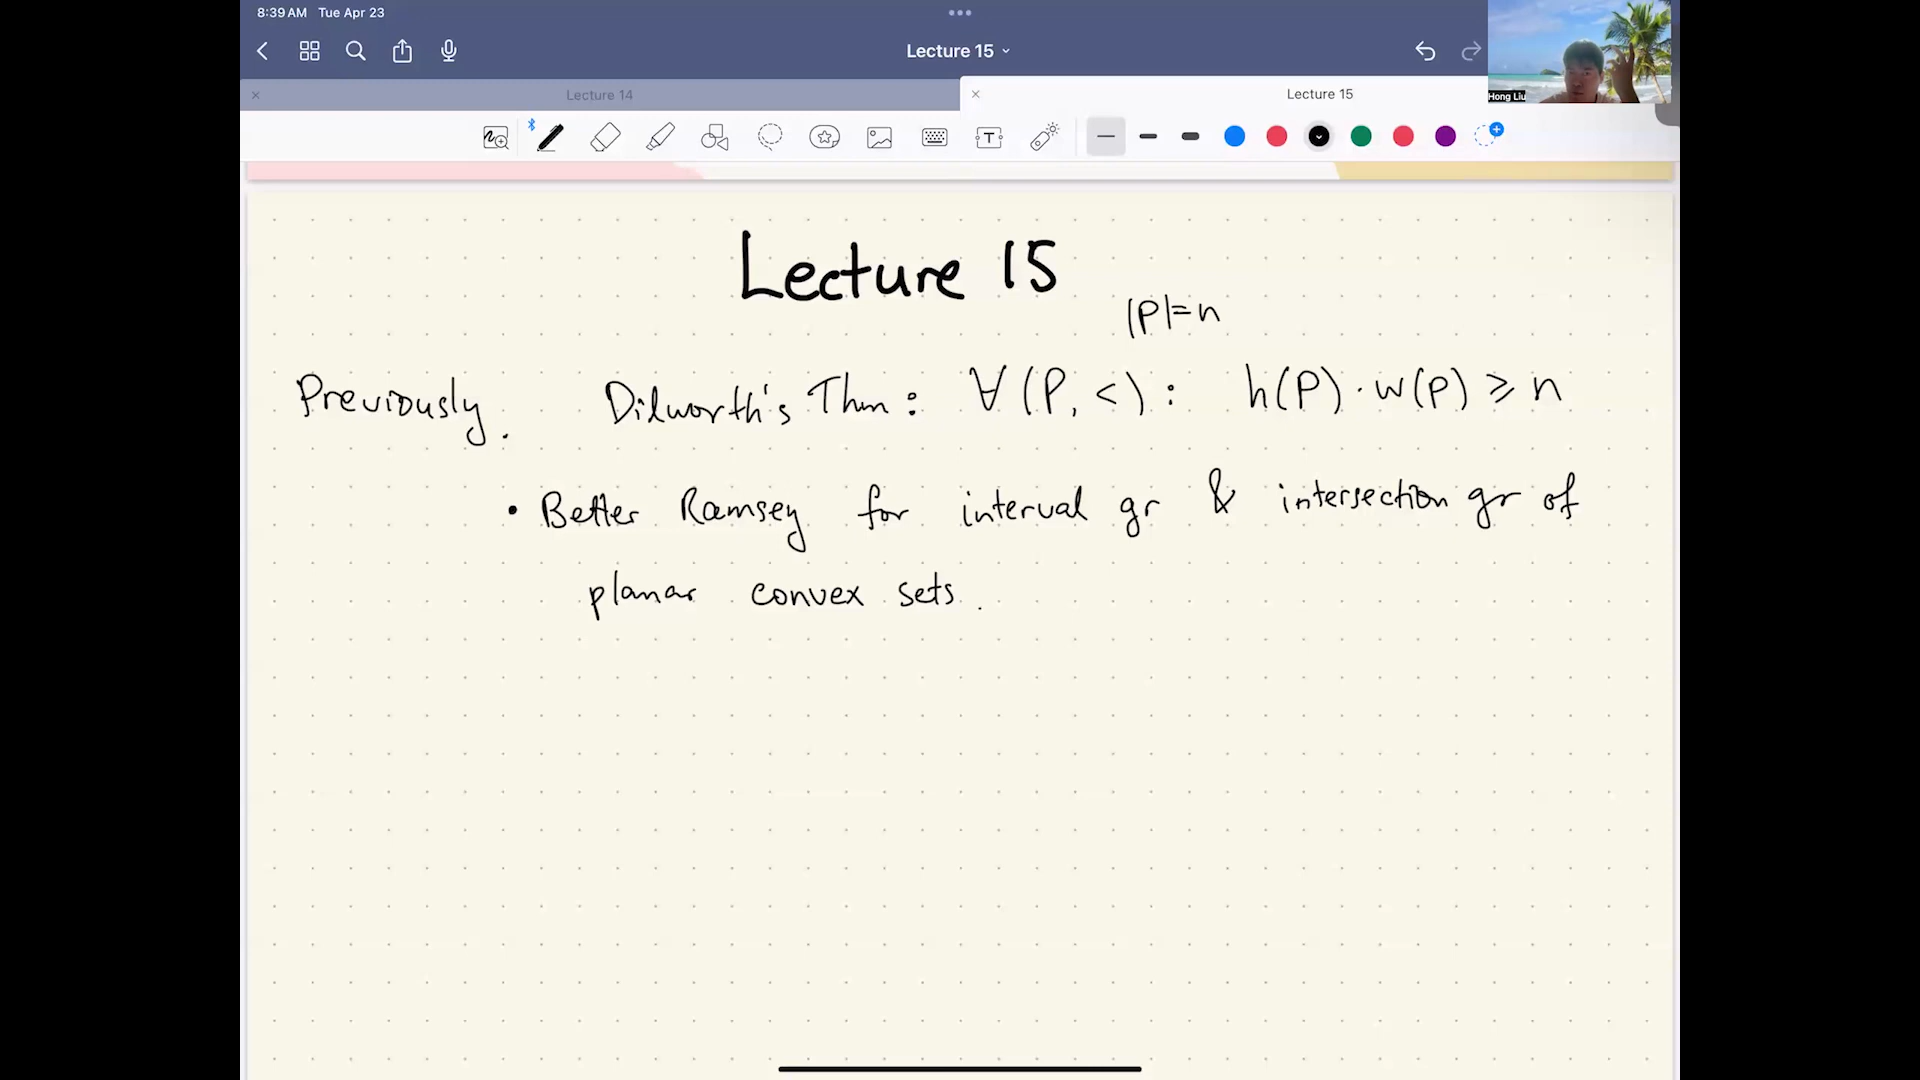 8:39 AM Tue Apr 23
Lecture 15
Hong Liu
Lecture 14
Lecture 15
Lecture 15
|P|=n
Previously. Dilworth's Thm: ∀(P, <): h(P)·w(P) ⩾ n
• Better Ramsey for interval gr & intersection gr of
planar convex sets.